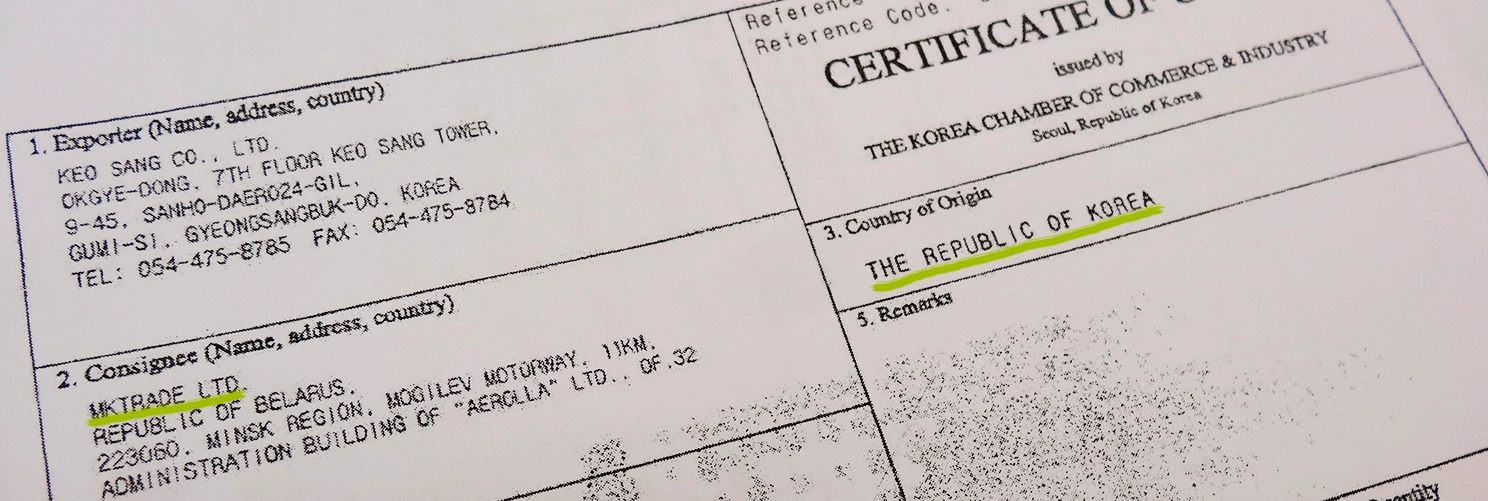 1. Exporter (Name, address, country)
KEO SANG CO., LTD.
OKGYE-DONG. 7TH FLOOR KEO SANG TOWER,
9-45, SANHO-DAERO24-GIL,
GUMI-SI, GYEONGSANGBUK-DO. KOREA
TEL: 054-475-8785 FAX: 054-475-8784
2. Consignee (Name, address, country)
MKTRADE LTD.
REPUBLIC OF BELARUS,
223060, MINSK REGION, MOGILEV MOTORWAY, 11KM,
ADMINISTRATION BUILDING OF "AEROLLA" LTD., OF.32
Reference
Reference Code.
CERTIFICATE OF
issued by
THE KOREA CHAMBER OF COMMERCE & INDUSTRY
Seoul, Republic of Korea
3. Country of Origin
THE REPUBLIC OF KOREA
5. Remarks